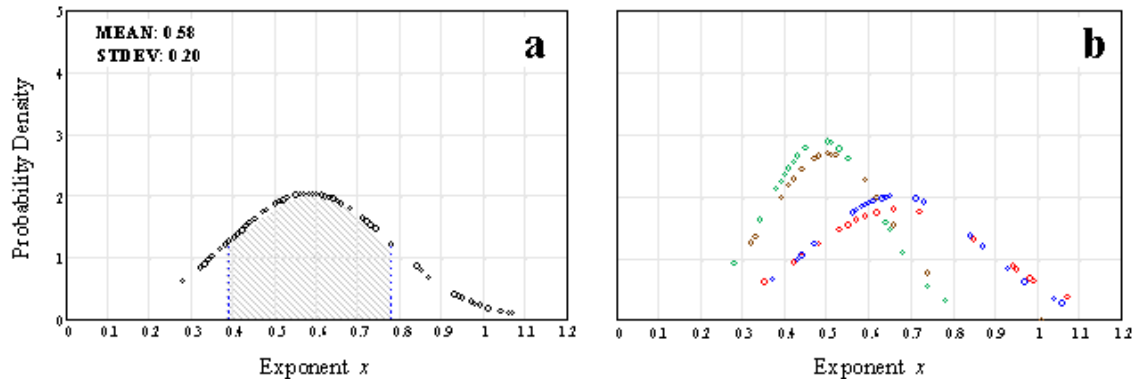 MEAN: 0.58
STDEV: 0.20
a
b
5
4
3
2
1
0
Probability Density
0 0.1 0.2 0.3 0.4 0.5 0.6 0.7 0.8 0.9 1 1.1 1.2
0.1 0.2 0.3 0.4 0.5 0.6 0.7 0.8 0.9 1 1.1 1.2
Exponent x
Exponent x